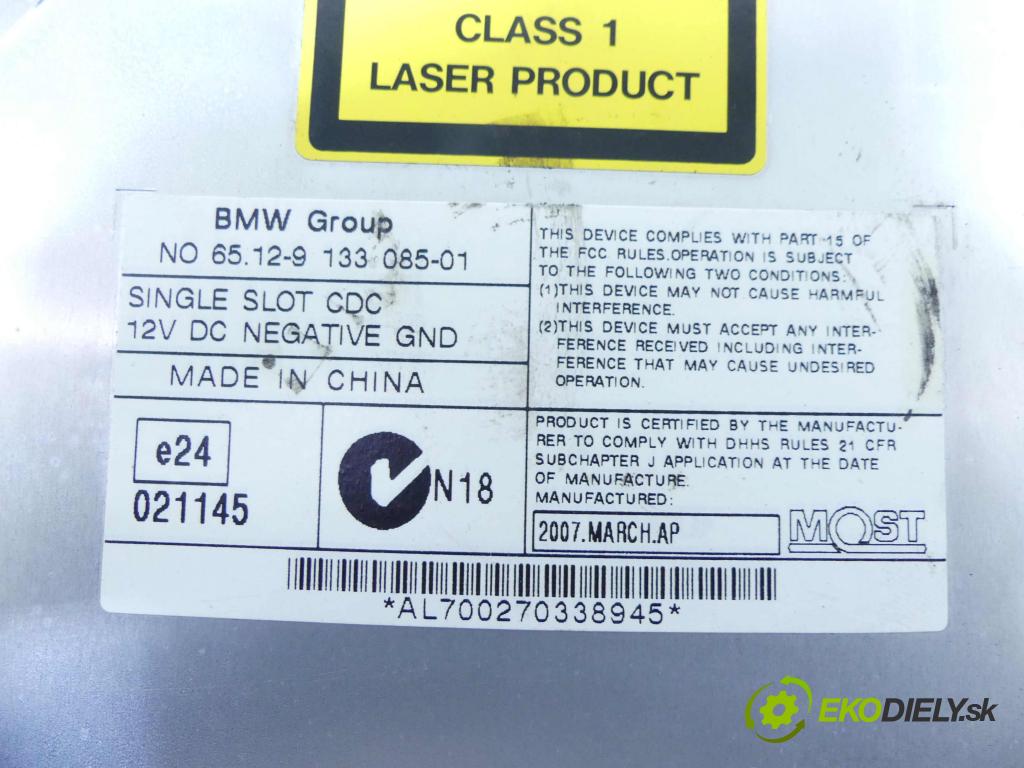 CLASS 1
LASER PRODUCT
BMW Group
NO 65.12-9 133 085-01
SINGLE SLOT CDC
12V DC NEGATIVE GND
MADE IN CHINA
e24
021145
N18
THIS DEVICE COMPLIES WITH PART 15 OF
THE FCC RULES.OPERATION IS SUBJECT
TO THE FOLLOWING TWO CONDITIONS.
(1)THIS DEVICE MAY NOT CAUSE HARMFUL
INTERFERENCE.
(2)THIS DEVICE MUST ACCEPT ANY INTER-
FERENCE RECEIVED INCLUDING INTER-
FERENCE THAT MAY CAUSE UNDESIRED
OPERATION.
PRODUCT IS CERTIFIED BY THE MANUFACTU-
RER TO COMPLY WITH DHHS RULES 21 CFR
SUBCHAPTER J APPLICATION AT THE DATE
OF MANUFACTURE.
MANUFACTURED:
2007.MARCH.AP
MOST
*AL700270338945*
EKODIELY.sk